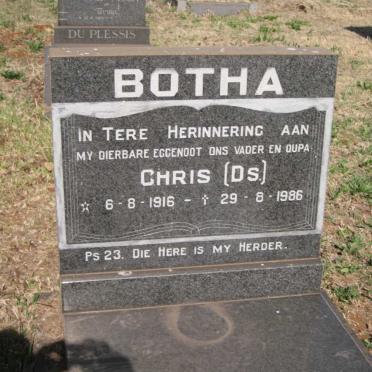 DU PLESSIS
BOTHA
IN TERE HERINNERING AAN
MY DIERBARE EGGENOOT ONS VADER EN OUPA
CHRIS (DS.)
☆ 6-8-1916 - † 29-8-1986
PS 23. DIE HERE IS MY HERDER.